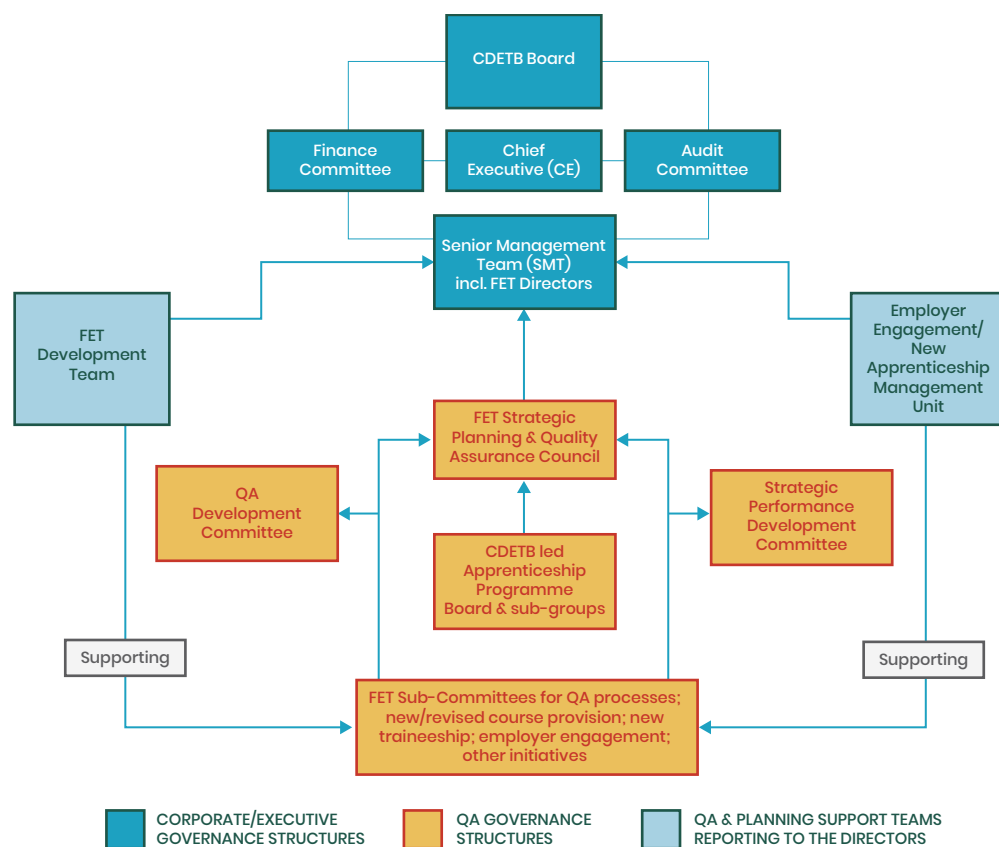 CDETB Board
Finance
Committee
Chief
Executive (CE)
Audit
Committee
Senior Management
Team (SMT)
incl. FET Directors
FET
Development
Team
Employer
Engagement/
New
Apprenticeship
Management
Unit
FET Strategic
Planning & Quality
Assurance Council
QA
Development
Committee
Strategic
Performance
Development
Committee
CDETB led
Apprenticeship
Programme
Board & sub-groups
Supporting
Supporting
FET Sub-Committees for QA processes;
new/revised course provision; new
traineeship; employer engagement;
other initiatives
CORPORATE/EXECUTIVE
GOVERNANCE STRUCTURES
QA GOVERNANCE
STRUCTURES
QA & PLANNING SUPPORT TEAMS
REPORTING TO THE DIRECTORS